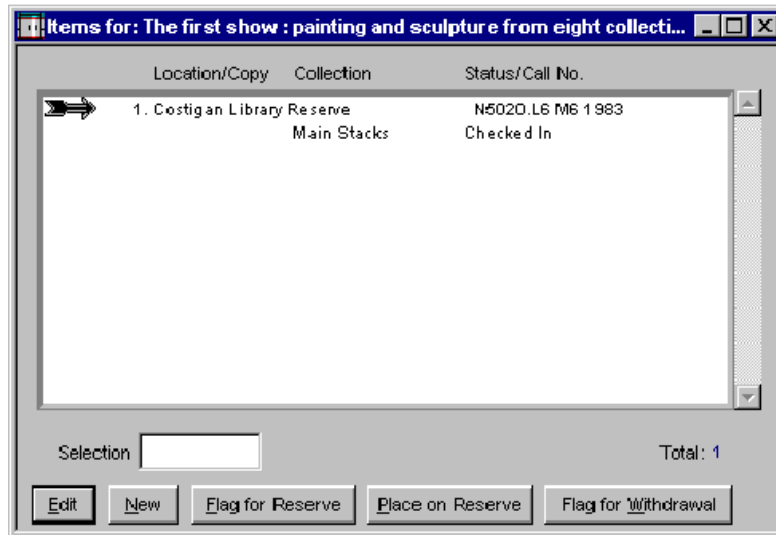 Items for: The first show : painting and sculpture from eight collecti...
Location/Copy Collection Status/Call No.
1. Costigan Library Reserve N5020.L6 M6 1983
Main Stacks Checked In
Selection Total: 1
Edit New Flag for Reserve Place on Reserve Flag for Withdrawal